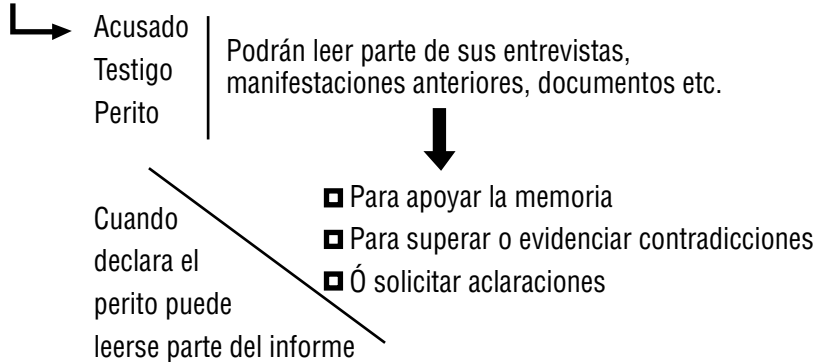 Acusado
Testigo
Perito
Podrán leer parte de sus entrevistas,
manifestaciones anteriores, documentos etc.
Para apoyar la memoria
Para superar o evidenciar contradicciones
Ó solicitar aclaraciones
Cuando
declara el
perito puede
leerse parte del informe